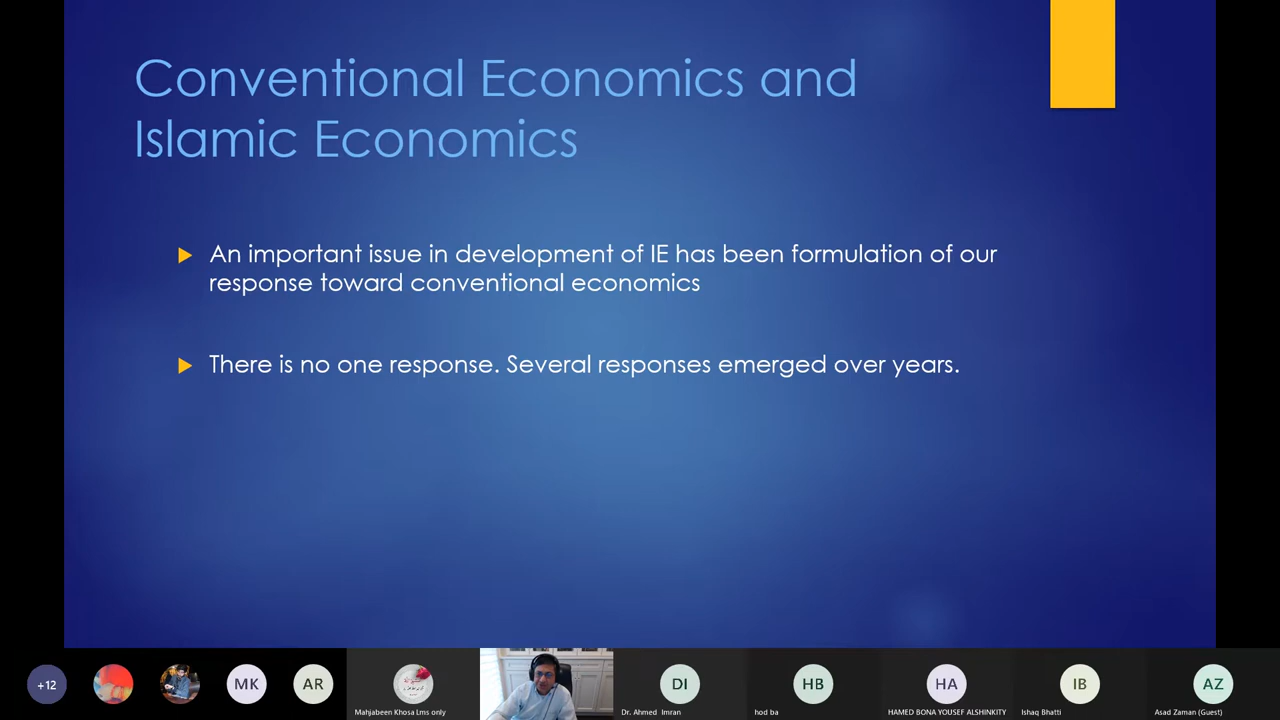 Conventional Economics and
Islamic Economics
An important issue in development of IE has been formulation of our
response toward conventional economics
There is no one response. Several responses emerged over years.
+12
MK
AR
Mahjabeen Khosa Lms only
DI
Dr. Ahmed Imran
HB
hod ba
HA
HAMED BONA YOUSEF ALSHINKITY
IB
Ishaq Bhatti
AZ
Asad Zaman (Guest)